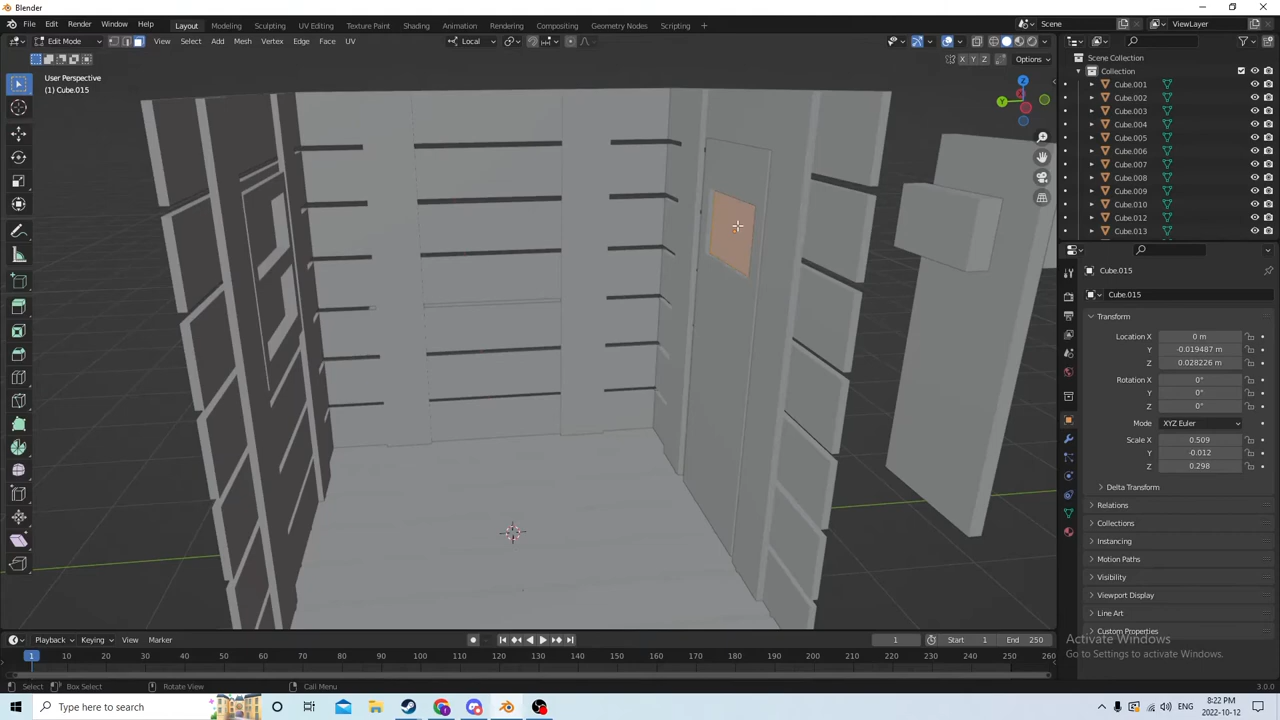 Blender
File Edit Render Window Help Layout Modeling Sculpting UV Editing Texture Paint Shading Animation Rendering Compositing Geometry Nodes Scripting + Scene ViewLayer
Edit Mode View Select Add Mesh Vertex Edge Face UV Local
X Y Z Options
User Perspective
(1) Cube.015
Z
Y
X
Scene Collection
Collection
Cube.001
Cube.002
Cube.003
Cube.004
Cube.005
Cube.006
Cube.007
Cube.008
Cube.009
Cube.010
Cube.012
Cube.013
Cube.015
Cube.015
Transform
Location X 0 m
Y -0.019487 m
Z 0.028226 m
Rotation X 0°
Y 0°
Z 0°
Mode XYZ Euler
Scale X 0.509
Y -0.012
Z 0.298
Delta Transform
Relations
Collections
Instancing
Motion Paths
Visibility
Viewport Display
Line Art
Custom Properties
Activate Windows
Go to Settings to activate Windows.
Playback Keying View Marker 1 Start 1 End 250
1 10 20 30 40 50 60 70 80 90 100 110 120 130 140 150 160 170 180 190 200 210 220 230 240 250 260
Select Box Select Rotate View Call Menu 3.0.0
Type here to search ENG 8:22 PM
2022-10-12